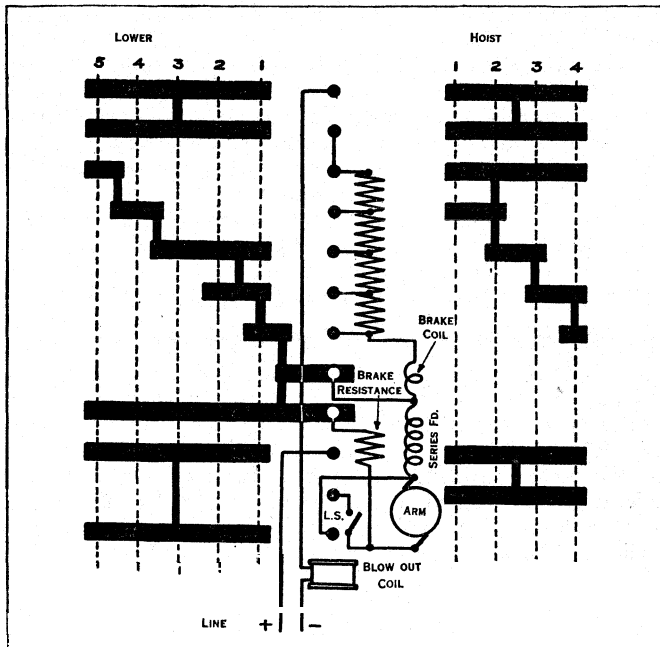 LOWER
HOIST
5 4 3 2 1
1 2 3 4
BRAKE
COIL
BRAKE
RESISTANCE
SERIES FD.
L.S.
ARM
BLOW OUT
COIL
LINE + -